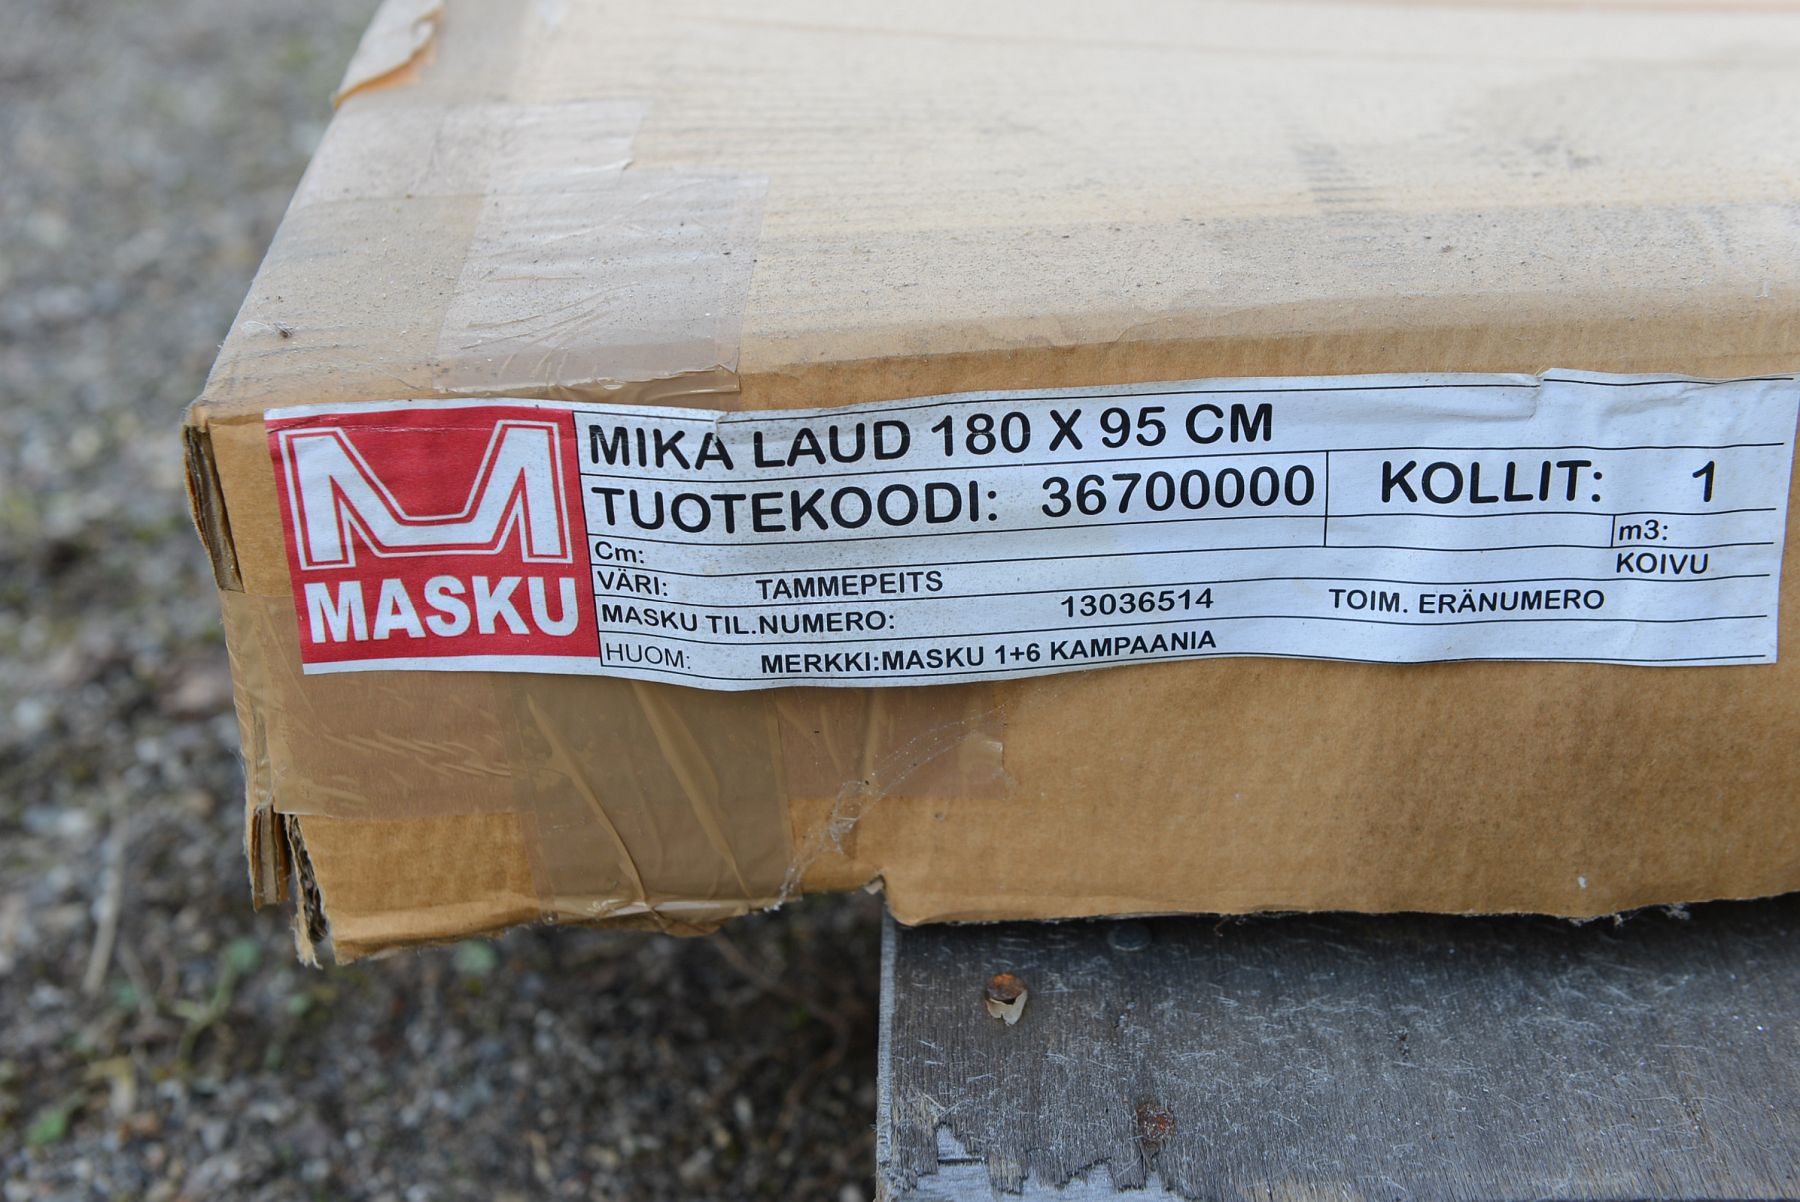 MASKU
MIKA LAUD 180 X 95 CM
TUOTEKOODI: 36700000 KOLLIT: 1
Cm: m3:
VÄRI: TAMMEPEITS KOIVU
MASKU TIL.NUMERO: 13036514 TOIM. ERÄNUMERO
HUOM: MERKKI:MASKU 1+6 KAMPAANIA